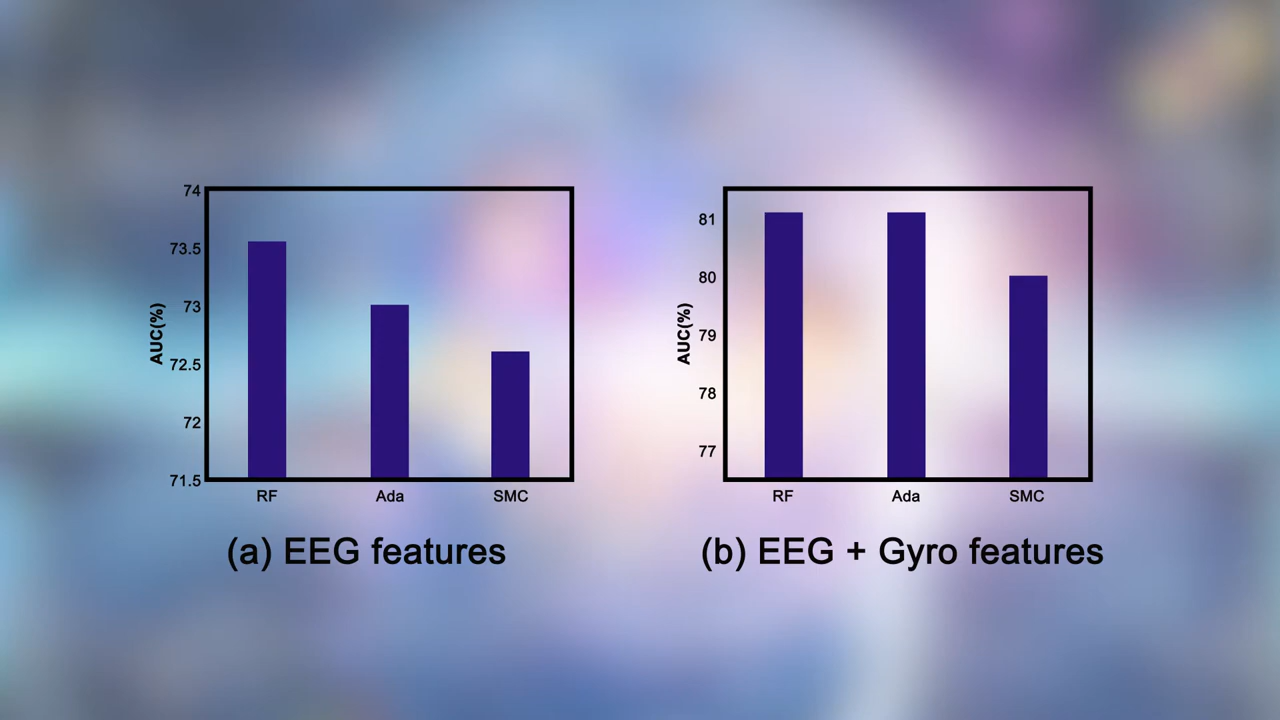 74
73.5
73
72.5
72
71.5
AUC(%)
RF Ada SMC
(a) EEG features
81
80
79
78
77
AUC(%)
RF Ada SMC
(b) EEG + Gyro features